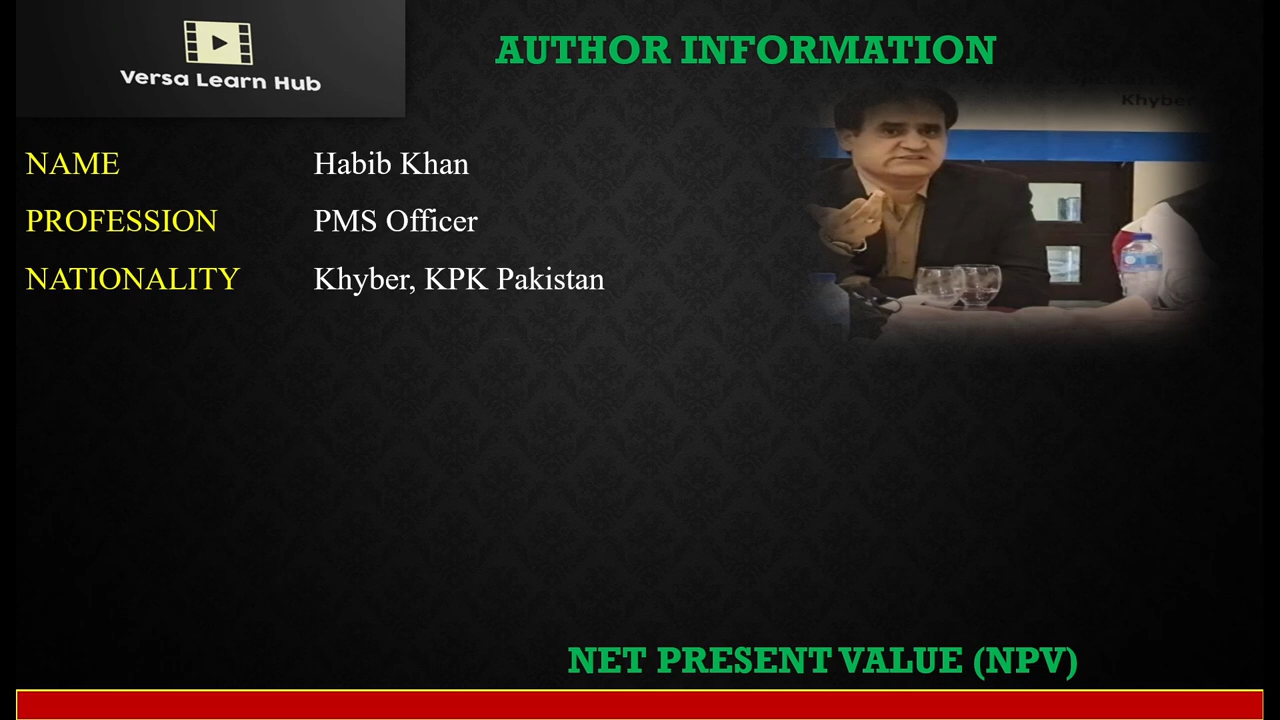 Versa Learn Hub
AUTHOR INFORMATION
Khyber
NAME Habib Khan
PROFESSION PMS Officer
NATIONALITY Khyber, KPK Pakistan
NET PRESENT VALUE (NPV)